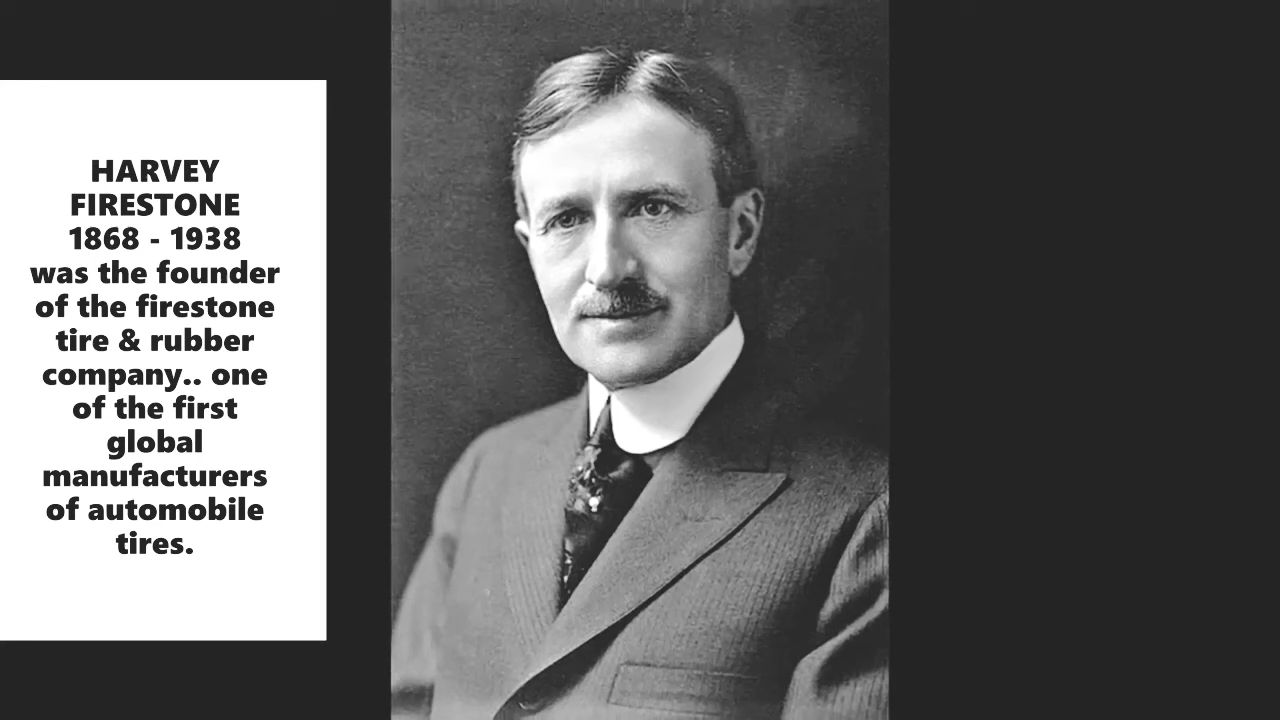 HARVEY
FIRESTONE
1868 - 1938
was the founder
of the firestone
tire & rubber
company.. one
of the first
global
manufacturers
of automobile
tires.